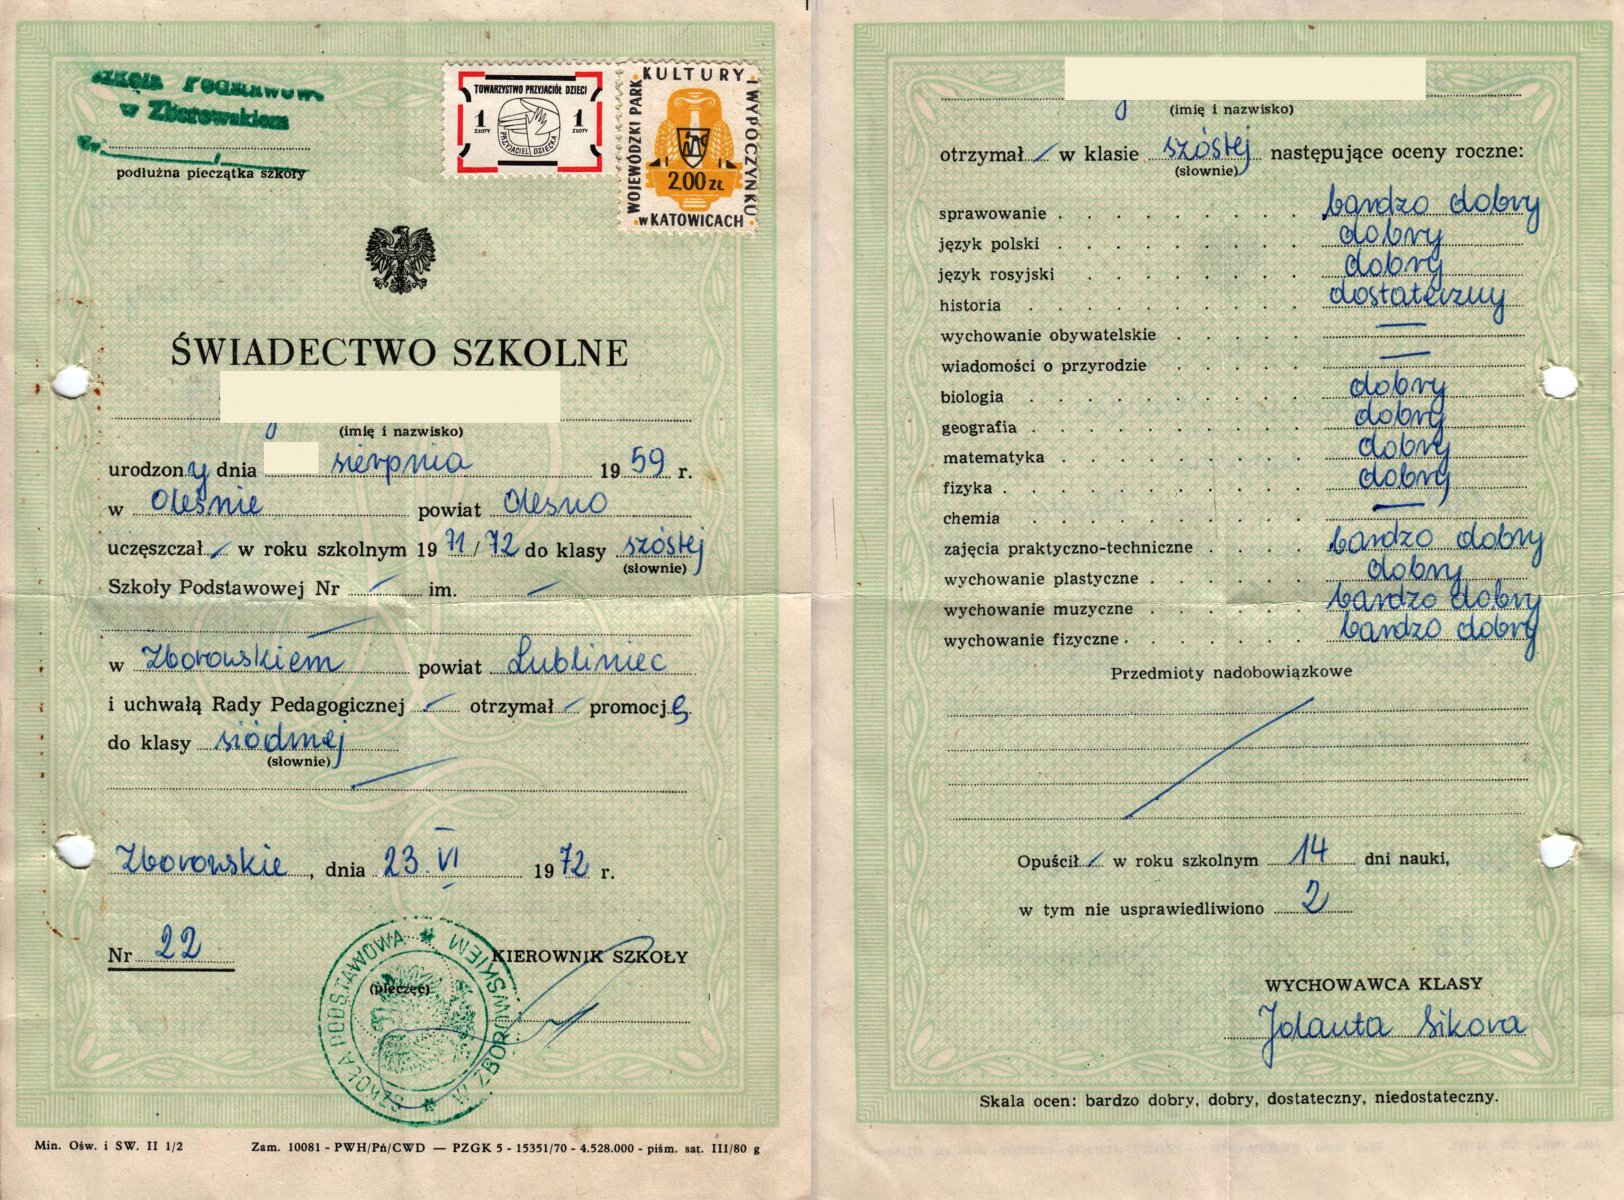 Szkoła Podstawowa
w Zborowskiem
podłużna pieczątka szkoły
TOWARZYSTWO PRZYJACIÓŁ DZIECI
1 ZŁOTY 1 ZŁOTY
PRZYJACIEL DZIECKA
WOJEWÓDZKI PARK KULTURY I WYPOCZYNKU
2.00 ZŁ
w KATOWICACH
ŚWIADECTWO SZKOLNE
(imię i nazwisko)
urodzony dnia sierpnia 1959 r.
w Oleśnie powiat Olesno
uczęszczał w roku szkolnym 1971/72 do klasy szóstej
(słownie)
Szkoły Podstawowej Nr — im. —
w Zborowskiem powiat Lubliniec
i uchwałą Rady Pedagogicznej otrzymał promocję
do klasy siódmej
(słownie)
Zborowskie, dnia 23. VI 1972 r.
Nr 22
KIEROWNIK SZKOŁY
(pieczęć)
SZKOŁA PODSTAWOWA * W ZBOROWSKIEM *
Min. Ośw. i SW. II 1/2 Zam. 10081 - PWH/Pń/CWD — PZGK 5 - 15351/70 - 4.528.000 - piśm. sat. III/80 g
(imię i nazwisko)
otrzymał w klasie szóstej następujące oceny roczne:
(słownie)
sprawowanie bardzo dobry
język polski dobry
język rosyjski dobry
historia dostateczny
wychowanie obywatelskie —
wiadomości o przyrodzie —
biologia dobry
geografia dobry
matematyka dobry
fizyka dobry
chemia —
zajęcia praktyczno-techniczne bardzo dobry
wychowanie plastyczne dobry
wychowanie muzyczne bardzo dobry
wychowanie fizyczne bardzo dobry
Przedmioty nadobowiązkowe
Opuścił w roku szkolnym 14 dni nauki,
w tym nie usprawiedliwiono 2
WYCHOWAWCA KLASY
Jolanta Sikora
Skala ocen: bardzo dobry, dobry, dostateczny, niedostateczny.